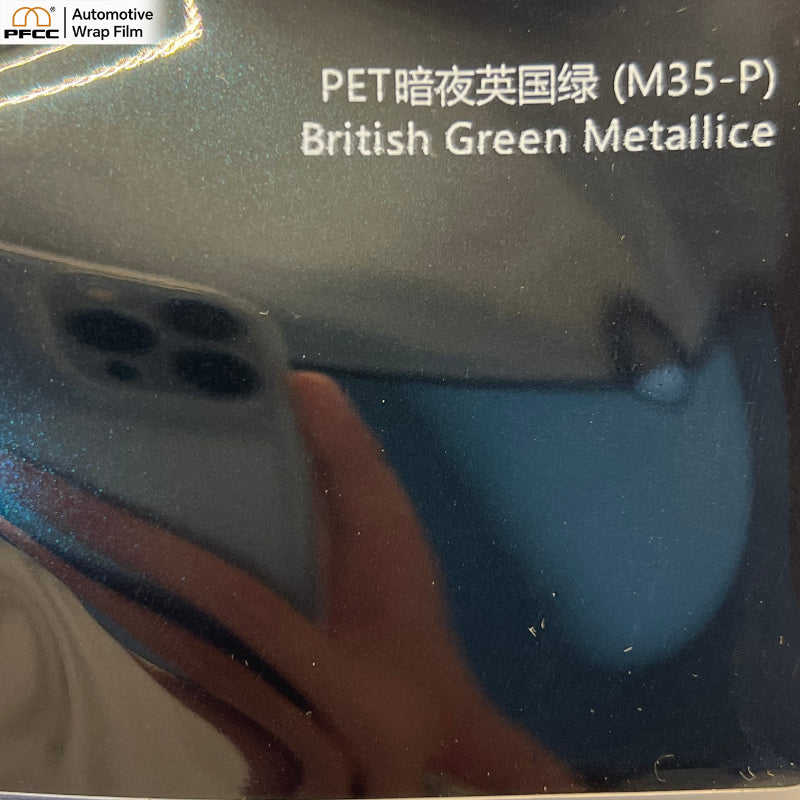 PFCC®
Automotive
Wrap Film
PET暗夜英国绿 (M35-P)
British Green Metallice